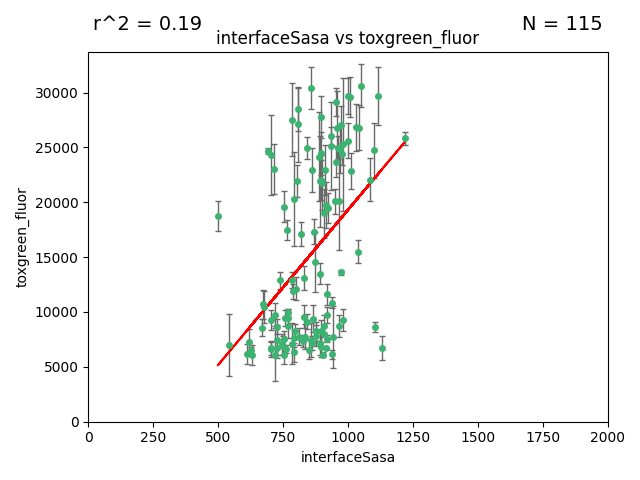 r^2 = 0.19
N = 115
interfaceSasa vs toxgreen_fluor
30000
25000
20000
15000
10000
5000
0
toxgreen_fluor
0 250 500 750 1000 1250 1500 1750 2000
interfaceSasa